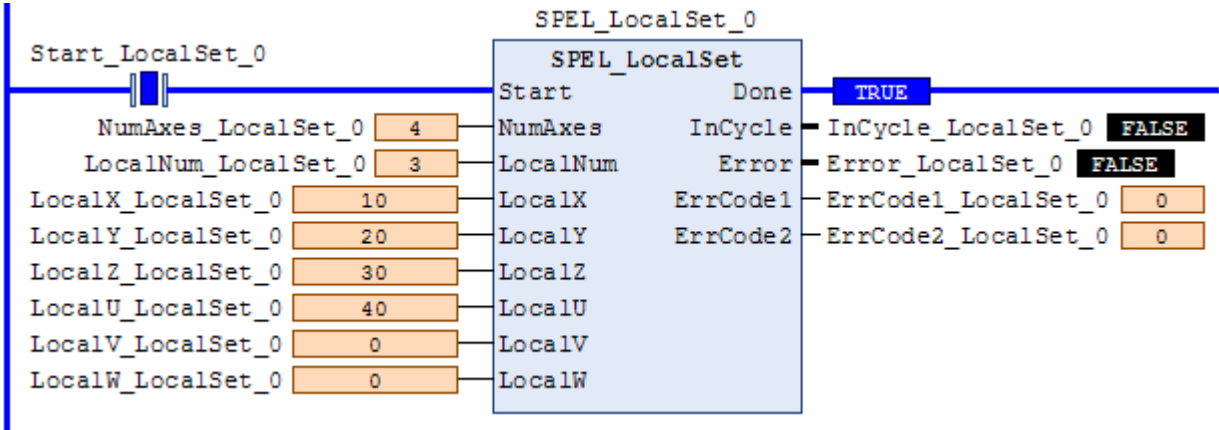 SPEL_LocalSet_0
Start_LocalSet_0 SPEL_LocalSet
Start Done TRUE
NumAxes_LocalSet_0 4 NumAxes InCycle InCycle_LocalSet_0 FALSE
LocalNum_LocalSet_0 3 LocalNum Error Error_LocalSet_0 FALSE
LocalX_LocalSet_0 10 LocalX ErrCode1 ErrCode1_LocalSet_0 0
LocalY_LocalSet_0 20 LocalY ErrCode2 ErrCode2_LocalSet_0 0
LocalZ_LocalSet_0 30 LocalZ
LocalU_LocalSet_0 40 LocalU
LocalV_LocalSet_0 0 LocalV
LocalW_LocalSet_0 0 LocalW